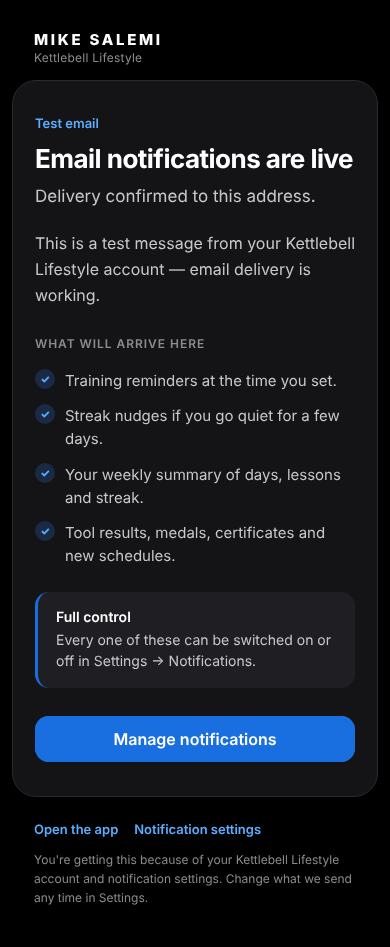 MIKE SALEMI
Kettlebell Lifestyle
Test email
Email notifications are live
Delivery confirmed to this address.
This is a test message from your Kettlebell
Lifestyle account — email delivery is
working.
WHAT WILL ARRIVE HERE
Training reminders at the time you set.
Streak nudges if you go quiet for a few
days.
Your weekly summary of days, lessons
and streak.
Tool results, medals, certificates and
new schedules.
Full control
Every one of these can be switched on or
off in Settings → Notifications.
Manage notifications
Open the app Notification settings
You're getting this because of your Kettlebell Lifestyle
account and notification settings. Change what we send
any time in Settings.